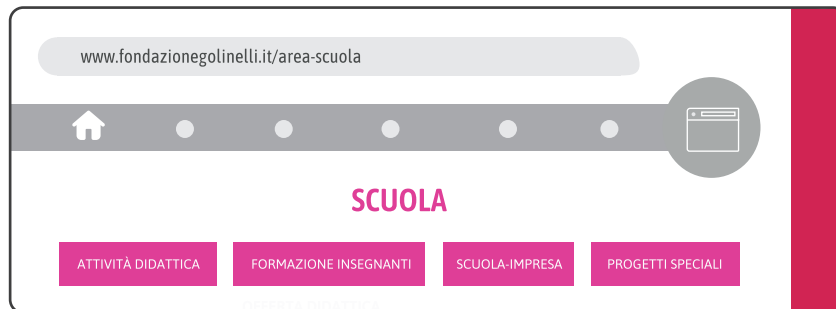 www.fondazionegolinelli.it/area-scuola
SCUOLA
ATTIVITÀ DIDATTICA
FORMAZIONE INSEGNANTI
SCUOLA-IMPRESA
PROGETTI SPECIALI